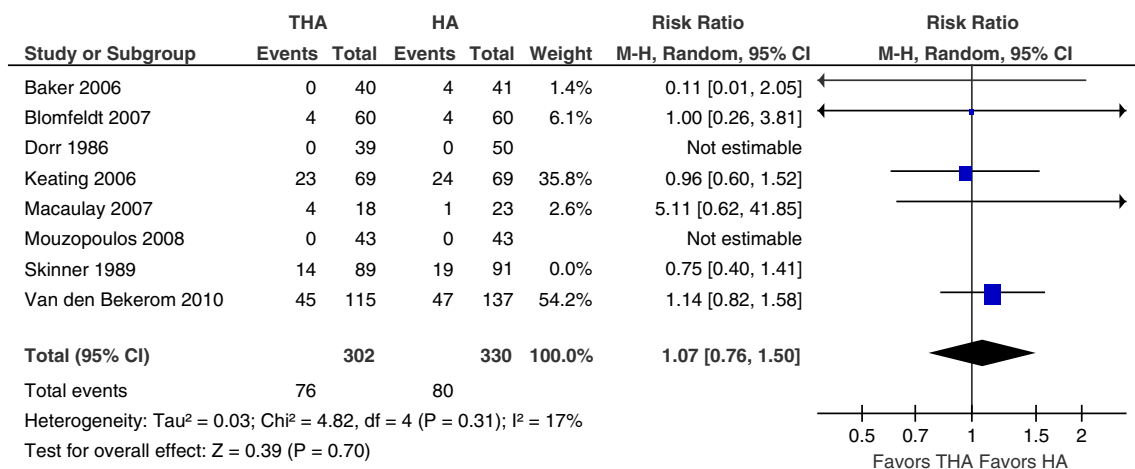 THA HA Risk Ratio Risk Ratio
Study or Subgroup Events Total Events Total Weight M-H, Random, 95% CI M-H, Random, 95% CI
Baker 2006 0 40 4 41 1.4% 0.11 [0.01, 2.05]
Blomfeldt 2007 4 60 4 60 6.1% 1.00 [0.26, 3.81]
Dorr 1986 0 39 0 50 Not estimable
Keating 2006 23 69 24 69 35.8% 0.96 [0.60, 1.52]
Macaulay 2007 4 18 1 23 2.6% 5.11 [0.62, 41.85]
Mouzopoulos 2008 0 43 0 43 Not estimable
Skinner 1989 14 89 19 91 0.0% 0.75 [0.40, 1.41]
Van den Bekerom 2010 45 115 47 137 54.2% 1.14 [0.82, 1.58]
Total (95% CI) 302 330 100.0% 1.07 [0.76, 1.50]
Total events 76 80
Heterogeneity: Tau² = 0.03; Chi² = 4.82, df = 4 (P = 0.31); I² = 17%
Test for overall effect: Z = 0.39 (P = 0.70)
0.5 0.7 1 1.5 2
Favors THA Favors HA